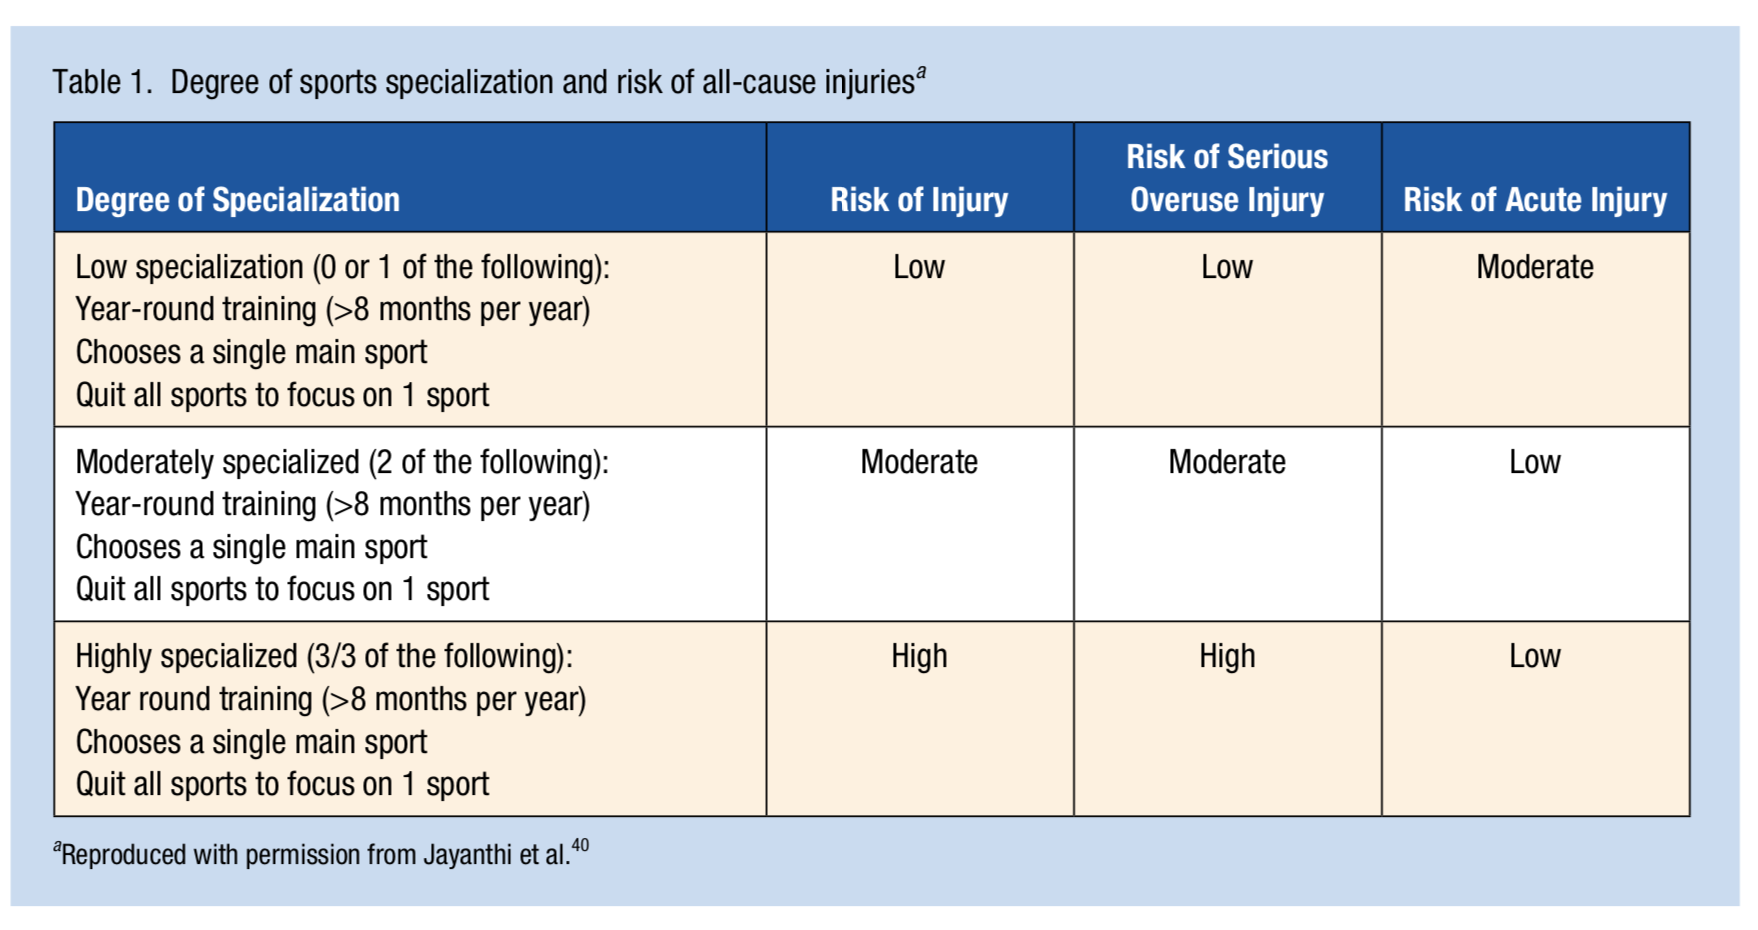 Table 1. Degree of sports specialization and risk of all-cause injuriesa
Degree of Specialization
Risk of Injury
Risk of Serious
Overuse Injury
Risk of Acute Injury
Low specialization (0 or 1 of the following):
Year-round training (>8 months per year)
Chooses a single main sport
Quit all sports to focus on 1 sport
Low
Low
Moderate
Moderately specialized (2 of the following):
Year-round training (>8 months per year)
Chooses a single main sport
Quit all sports to focus on 1 sport
Moderate
Moderate
Low
Highly specialized (3/3 of the following):
Year round training (>8 months per year)
Chooses a single main sport
Quit all sports to focus on 1 sport
High
High
Low
aReproduced with permission from Jayanthi et al.40